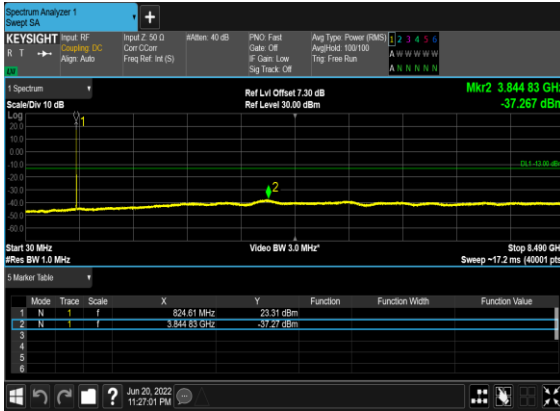 Spectrum Analyzer 1
Swept SA
+
KEYSIGHT
R T
LV
Input: RF
Coupling: DC
Align: Auto
Input Z: 50 Ω
Corr CCorr
Freq Ref: Int (S)
#Atten: 40 dB
PNO: Fast
Gate: Off
IF Gain: Low
Sig Track: Off
Avg Type: Power (RMS)
Avg|Hold: 100/100
Trig: Free Run
1 2 3 4 5 6
A W W W W W
A N N N N N
1 Spectrum
Scale/Div 10 dB
Ref Lvl Offset 7.30 dB
Ref Level 30.00 dBm
Mkr2 3.844 83 GHz
-37.267 dBm
Log
20.0
10.0
0.00
-10.0
-20.0
-30.0
-40.0
-50.0
-60.0
1
2
DL1 -13.00 dBm
Start 30 MHz
#Res BW 1.0 MHz
Video BW 3.0 MHz*
Stop 8.490 GH
Sweep ~17.2 ms (40001 pts
5 Marker Table
Mode Trace Scale X Y Function Function Width Function Value
1 N 1 f 824.61 MHz 23.31 dBm
2 N 1 f 3.844 83 GHz -37.27 dBm
3
4
5
6
?
Jun 20, 2022
11:27:01 PM